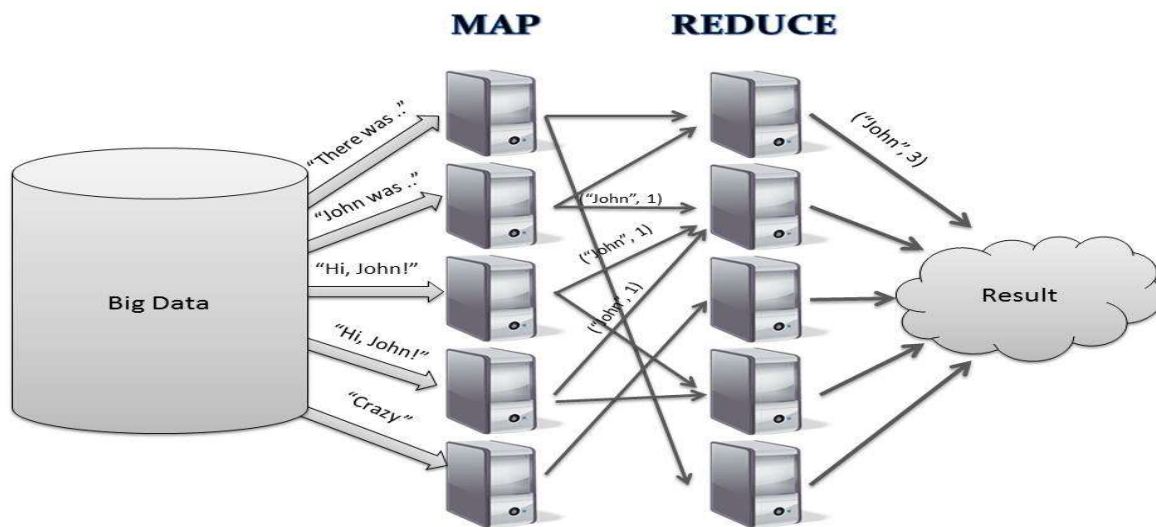 MAP
REDUCE
“There was ..”
“John was ..”
“Hi, John!”
“Hi, John!”
“Crazy”
Big Data
(“John”, 1)
(“John”, 1)
(“John”, 1)
(“John”, 3)
Result